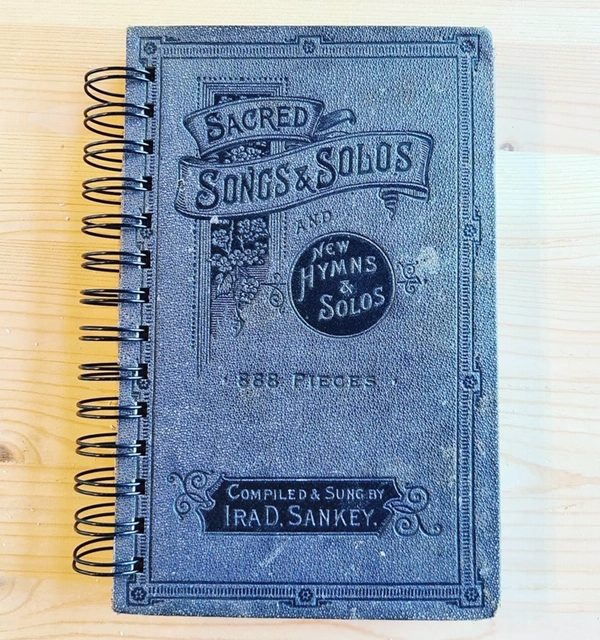 SACRED
SONGS & SOLOS
AND
NEW
HYMNS
&
SOLOS
888 PIECES
COMPILED & SUNG BY
IRA D. SANKEY.